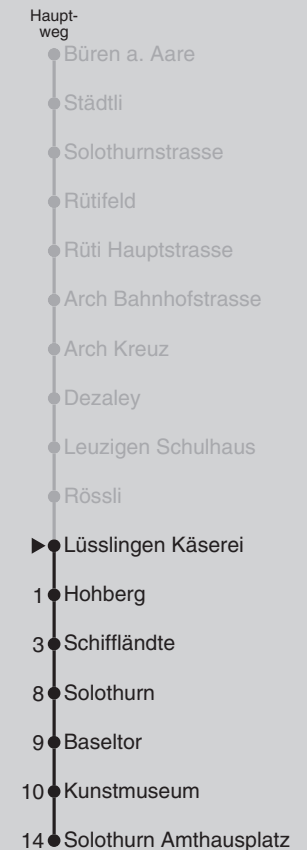 Haupt-
weg
Büren a. Aare
Städtli
Solothurnstrasse
Rütifeld
Rüti Hauptstrasse
Arch Bahnhofstrasse
Arch Kreuz
Dezaley
Leuzigen Schulhaus
Rössli
Lüsslingen Käserei
1 Hohberg
3 Schiffländte
8 Solothurn
9 Baseltor
10 Kunstmuseum
14 Solothurn Amthausplatz